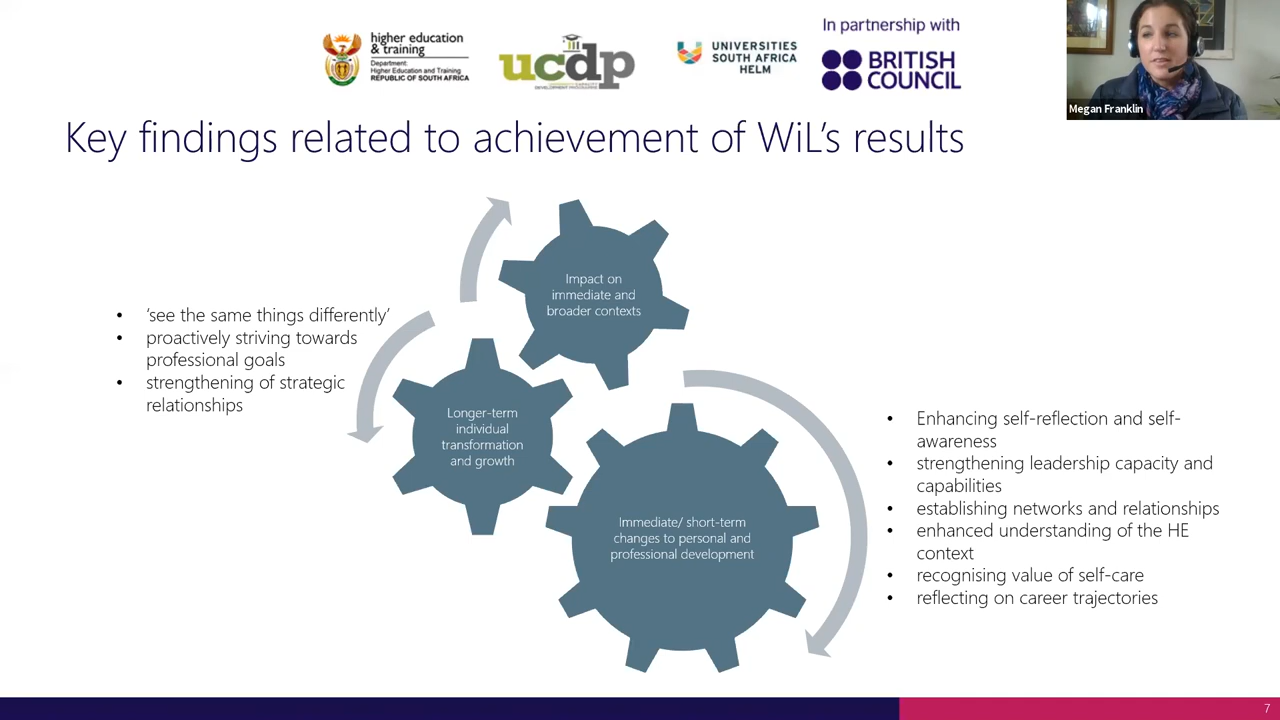 higher education
& training
Department:
Higher Education and Training
REPUBLIC OF SOUTH AFRICA
ucdp
UNIVERSITY CAPACITY
DEVELOPMENT PROGRAMME
UNIVERSITIES
SOUTH AFRICA
HELM
In partnership with
BRITISH
COUNCIL
Megan Franklin
Key findings related to achievement of WiL's results
Impact on
immediate and
broader contexts
• 'see the same things differently'
• proactively striving towards
professional goals
• strengthening of strategic
relationships
Longer-term
individual
transformation
and growth
Immediate/ short-term
changes to personal and
professional development
• Enhancing self-reflection and self-
awareness
• strengthening leadership capacity and
capabilities
• establishing networks and relationships
• enhanced understanding of the HE
context
• recognising value of self-care
• reflecting on career trajectories
7